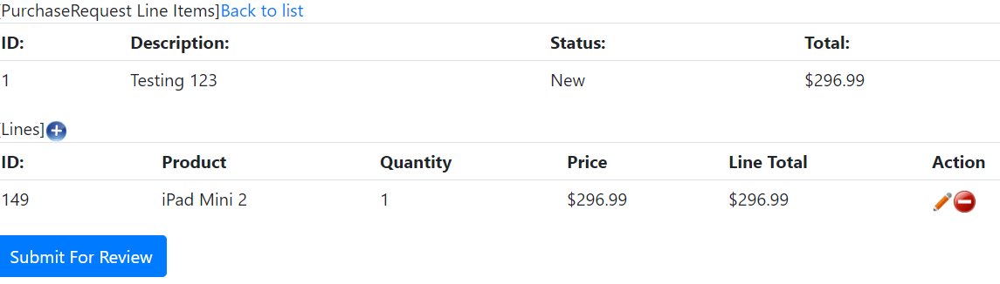 [PurchaseRequest Line Items]Back to list
ID: Description: Status: Total:
1 Testing 123 New $296.99
[Lines]
ID: Product Quantity Price Line Total Action
149 iPad Mini 2 1 $296.99 $296.99
Submit For Review